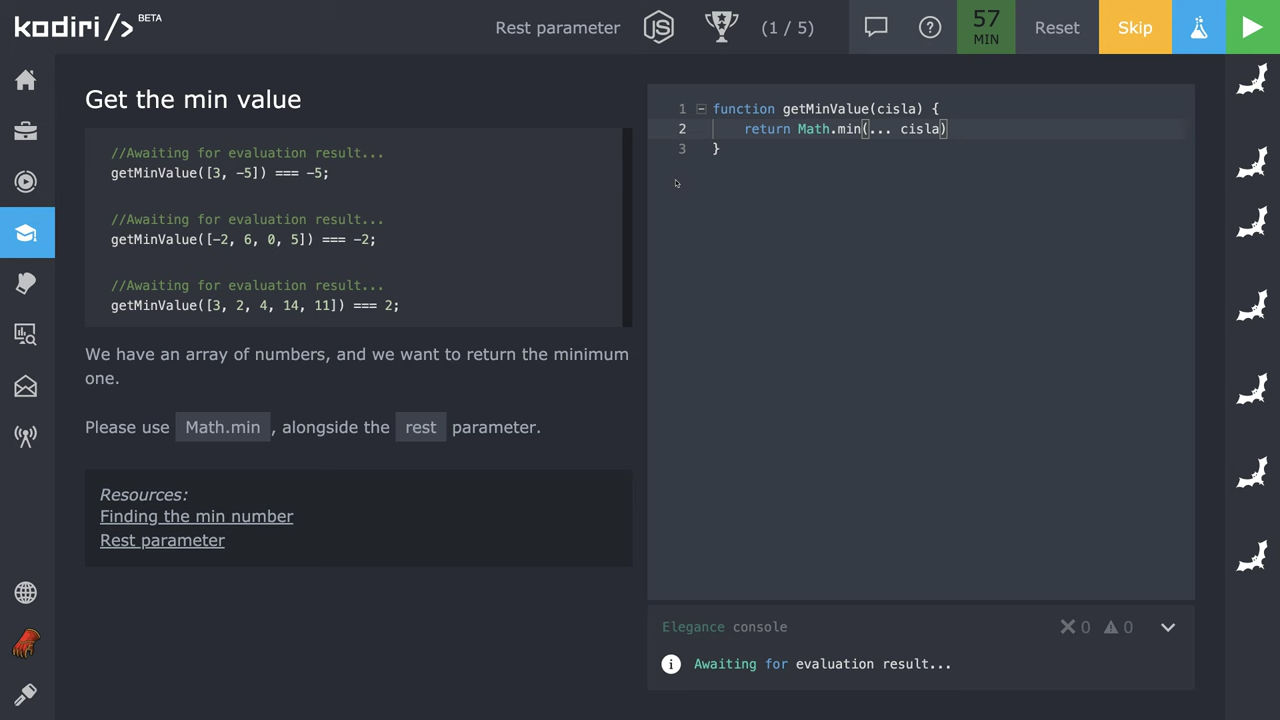 kodiri/> BETA
Rest parameter
JS
(1 / 5)
57
MIN
Reset
Skip
Get the min value
//Awaiting for evaluation result...
getMinValue([3, -5]) === -5;
//Awaiting for evaluation result...
getMinValue([-2, 6, 0, 5]) === -2;
//Awaiting for evaluation result...
getMinValue([3, 2, 4, 14, 11]) === 2;
We have an array of numbers, and we want to return the minimum
one.
Please use Math.min , alongside the rest parameter.
Resources:
Finding the min number
Rest parameter
1 function getMinValue(cisla) {
2 return Math.min(... cisla)
3 }
Elegance console
0 0
Awaiting for evaluation result...